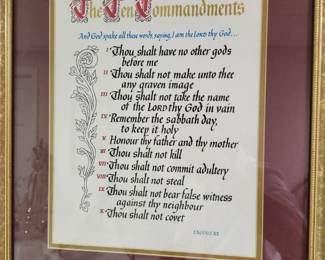 The Ten Commandments
And God spake all these words, saying, I am the LORD thy God...
I Thou shalt have no other gods
before me
II Thou shalt not make unto thee
any graven image
III Thou shalt not take the name
of the LORD thy God in vain
IV Remember the sabbath day,
to keep it holy
V Honour thy father and thy mother
VI Thou shalt not kill
VII Thou shalt not commit adultery
VIII Thou shalt not steal
IX Thou shalt not bear false witness
against thy neighbour
X Thou shalt not covet
EXODUS XX